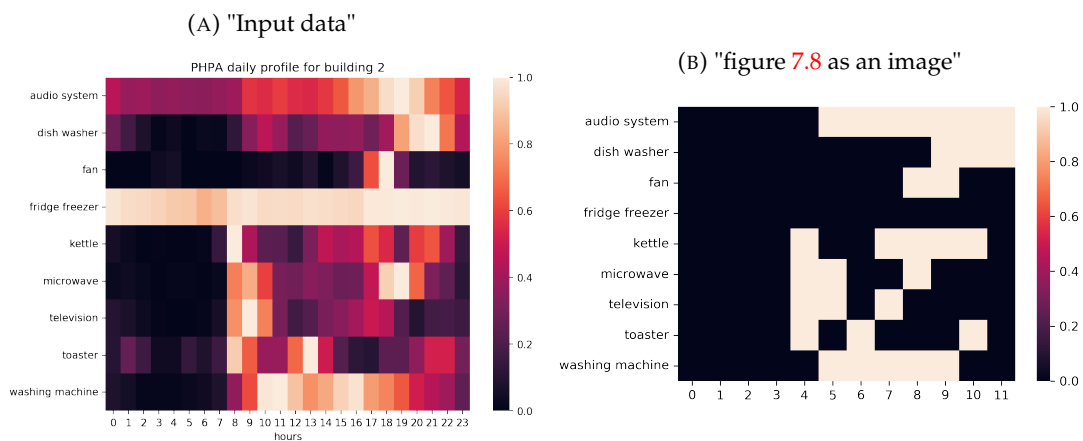 (A) "Input data"
PHPA daily profile for building 2
audio system
dish washer
fan
fridge freezer
kettle
microwave
television
toaster
washing machine
0 1 2 3 4 5 6 7 8 9 10 11 12 13 14 15 16 17 18 19 20 21 22 23
hours
1.0
0.8
0.6
0.4
0.2
0.0
(B) "figure 7.8 as an image"
audio system
dish washer
fan
fridge freezer
kettle
microwave
television
toaster
washing machine
0 1 2 3 4 5 6 7 8 9 10 11
1.0
0.8
0.6
0.4
0.2
0.0